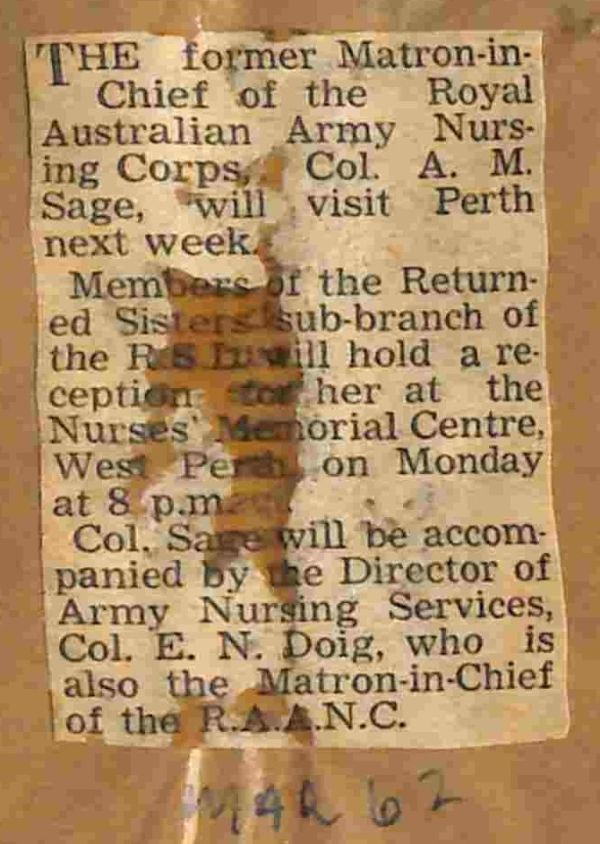 THE former Matron-in-
Chief of the Royal
Australian Army Nurs-
ing Corps, Col. A. M.
Sage, will visit Perth
next week.
Members of the Return-
ed Sisters' sub-branch of
the R.S.L. will hold a re-
ception for her at the
Nurses' Memorial Centre,
West Perth on Monday
at 8 p.m.
Col. Sage will be accom-
panied by the Director of
Army Nursing Services,
Col. E. N. Doig, who is
also the Matron-in-Chief
of the R.A.A.N.C.
MAR 62